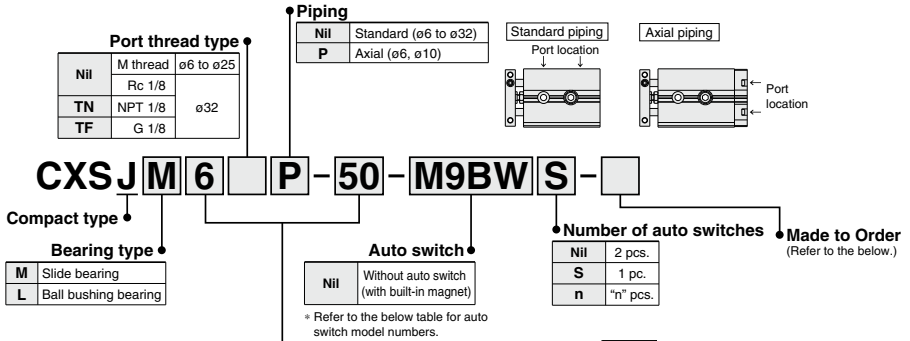 Piping
Nil Standard (ø6 to ø32)
P Axial (ø6, ø10)
Standard piping
Port location
Axial piping
Port location
Port thread type
Nil M thread ø6 to ø25
Rc 1/8 ø32
TN NPT 1/8
TF G 1/8
CXSJ M 6 P - 50 - M9BW S -
Compact type
Bearing type
M Slide bearing
L Ball bushing bearing
Auto switch
Nil Without auto switch (with built-in magnet)
* Refer to the below table for auto
switch model numbers.
Number of auto switches
Nil 2 pcs.
S 1 pc.
n "n" pcs.
Made to Order
(Refer to the below.)